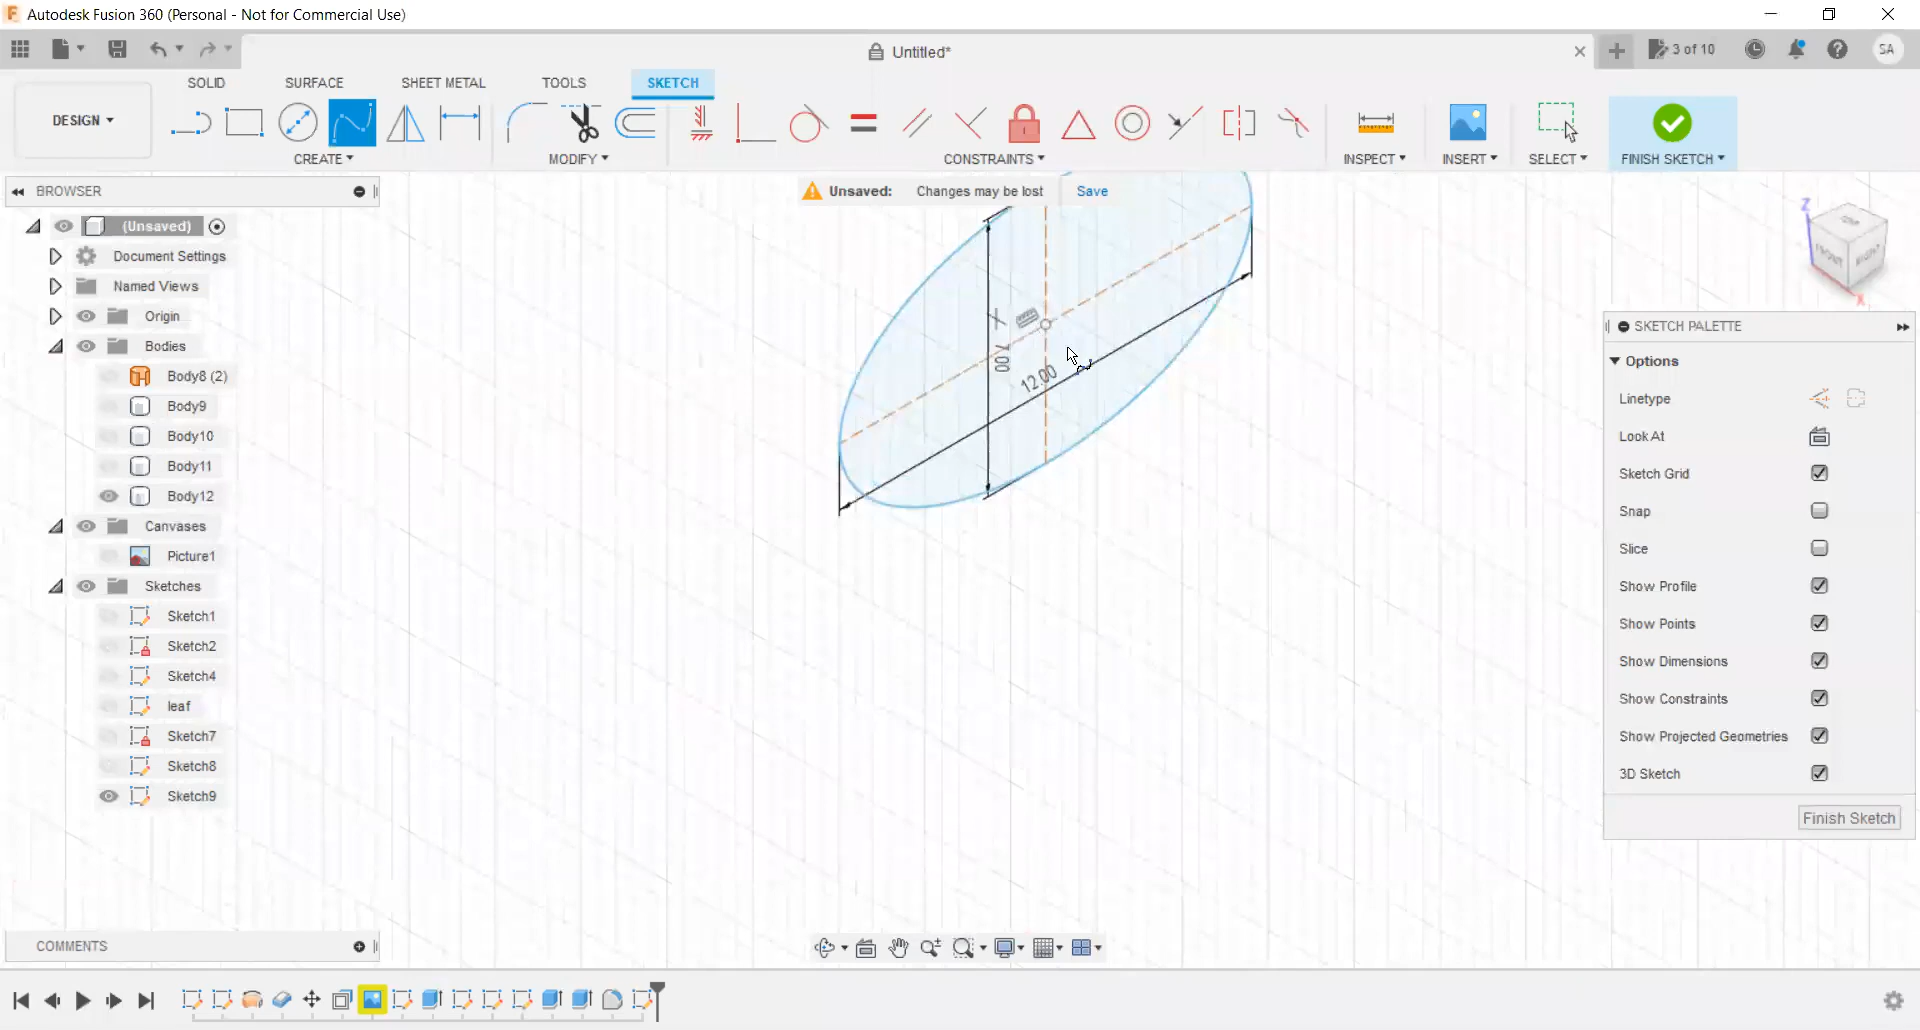 Autodesk Fusion 360 (Personal - Not for Commercial Use)
Untitled*
3 of 10
SA
DESIGN
SOLID
SURFACE
SHEET METAL
TOOLS
SKETCH
CREATE
MODIFY
CONSTRAINTS
INSPECT
INSERT
SELECT
FINISH SKETCH
BROWSER
Unsaved: Changes may be lost Save
(Unsaved)
Document Settings
Named Views
Origin
Bodies
Body8 (2)
Body9
Body10
Body11
Body12
Canvases
Picture1
Sketches
Sketch1
Sketch2
Sketch4
leaf
Sketch7
Sketch8
Sketch9
7.00
12.00
Z
TOP
FRONT
RIGHT
X
SKETCH PALETTE
Options
Linetype
Look At
Sketch Grid
Snap
Slice
Show Profile
Show Points
Show Dimensions
Show Constraints
Show Projected Geometries
3D Sketch
Finish Sketch
COMMENTS